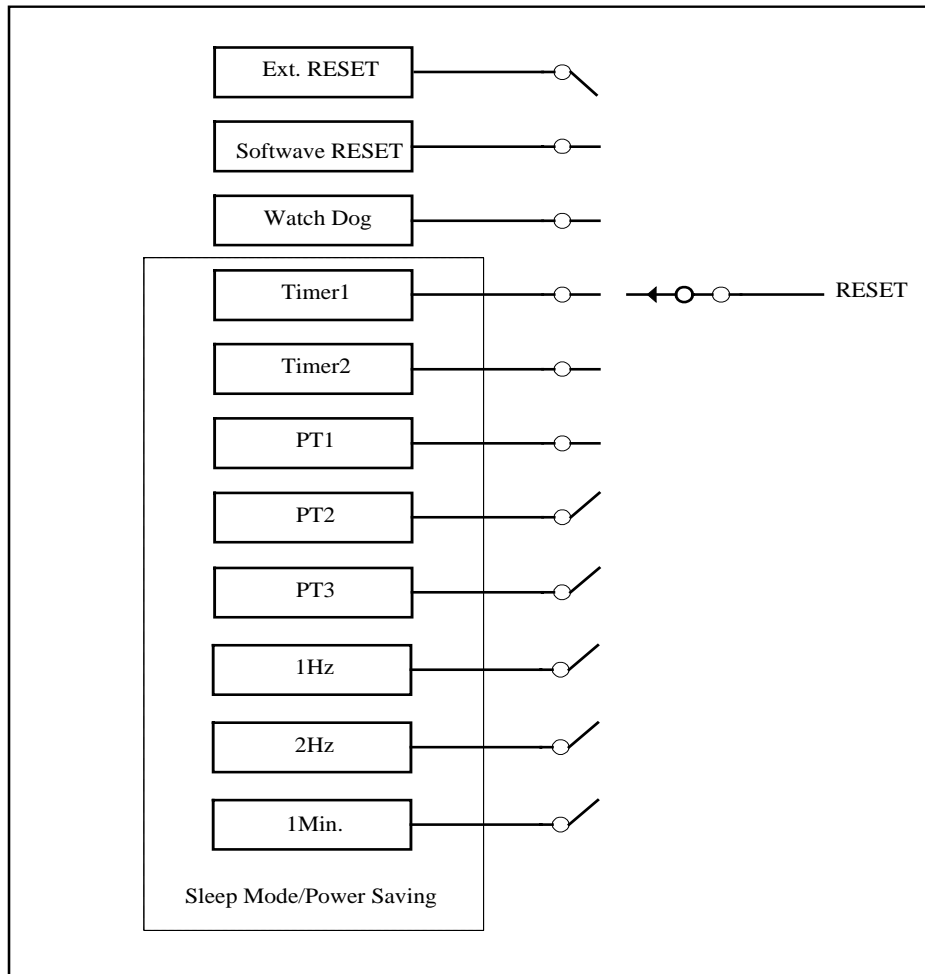 Ext. RESET
Softwave RESET
Watch Dog
Timer1
RESET
Timer2
PT1
PT2
PT3
1Hz
2Hz
1Min.
Sleep Mode/Power Saving